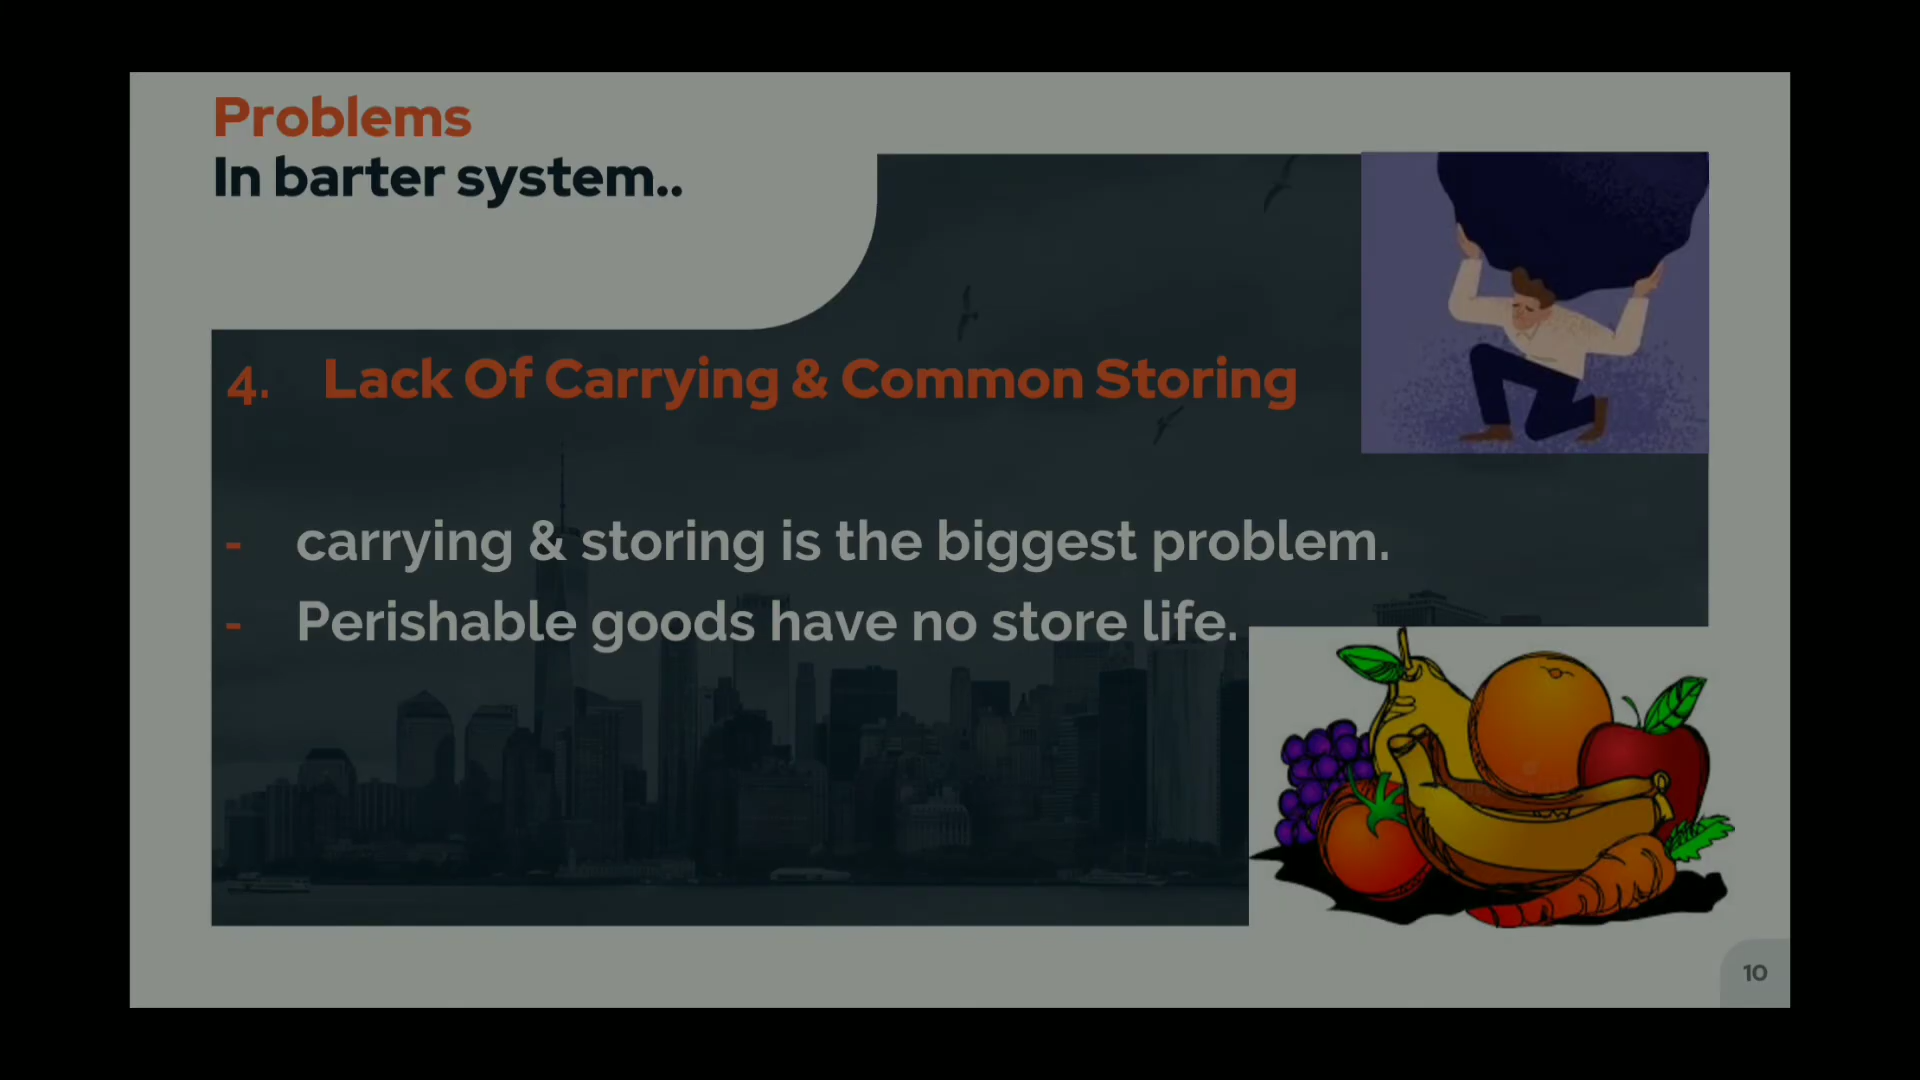 Problems
In barter system..
4. Lack Of Carrying & Common Storing
- carrying & storing is the biggest problem.
- Perishable goods have no store life.
10